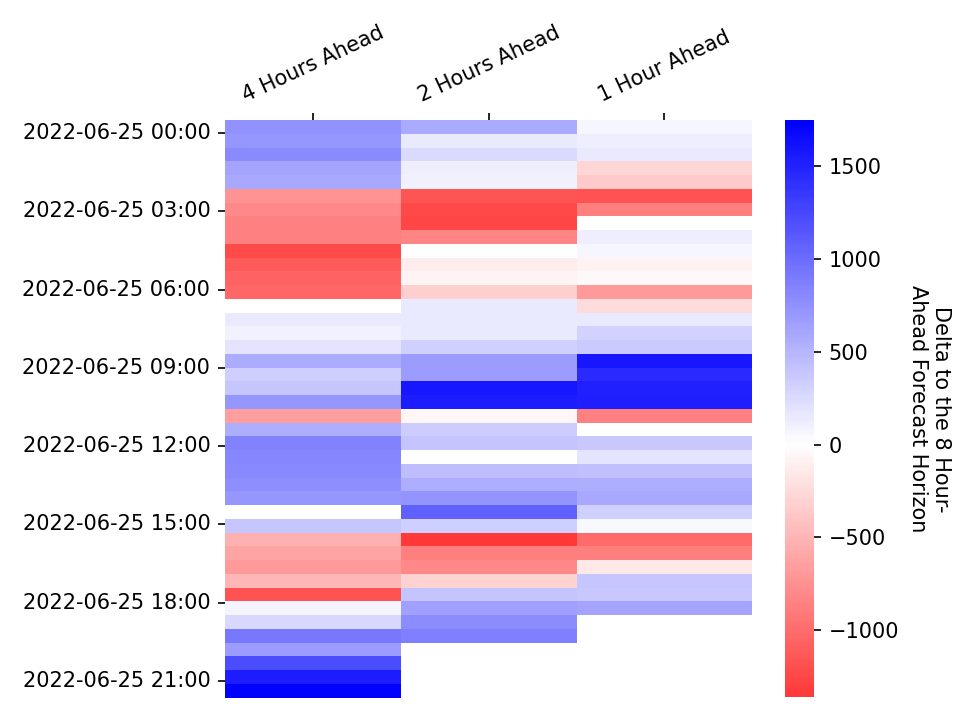 4 Hours Ahead
2 Hours Ahead
1 Hour Ahead
2022-06-25 00:00
2022-06-25 03:00
2022-06-25 06:00
2022-06-25 09:00
2022-06-25 12:00
2022-06-25 15:00
2022-06-25 18:00
2022-06-25 21:00
1500
1000
500
0
−500
−1000
Delta to the 8 Hour-
Ahead Forecast Horizon